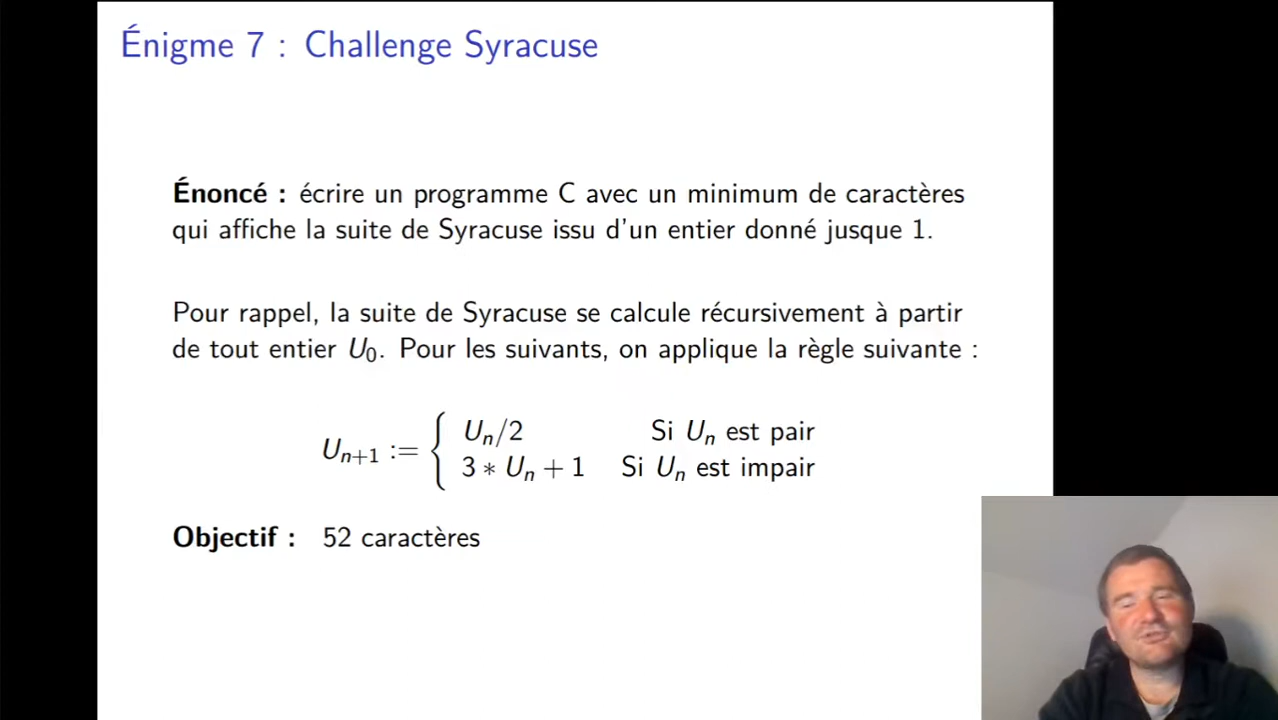 Énigme 7 : Challenge Syracuse
Énoncé : écrire un programme C avec un minimum de caractères
qui affiche la suite de Syracuse issu d'un entier donné jusque 1.
Pour rappel, la suite de Syracuse se calcule récursivement à partir
de tout entier U₀. Pour les suivants, on applique la règle suivante :
Uₙ₊₁ := { Uₙ/2 Si Uₙ est pair
3 * Uₙ + 1 Si Uₙ est impair
Objectif : 52 caractères